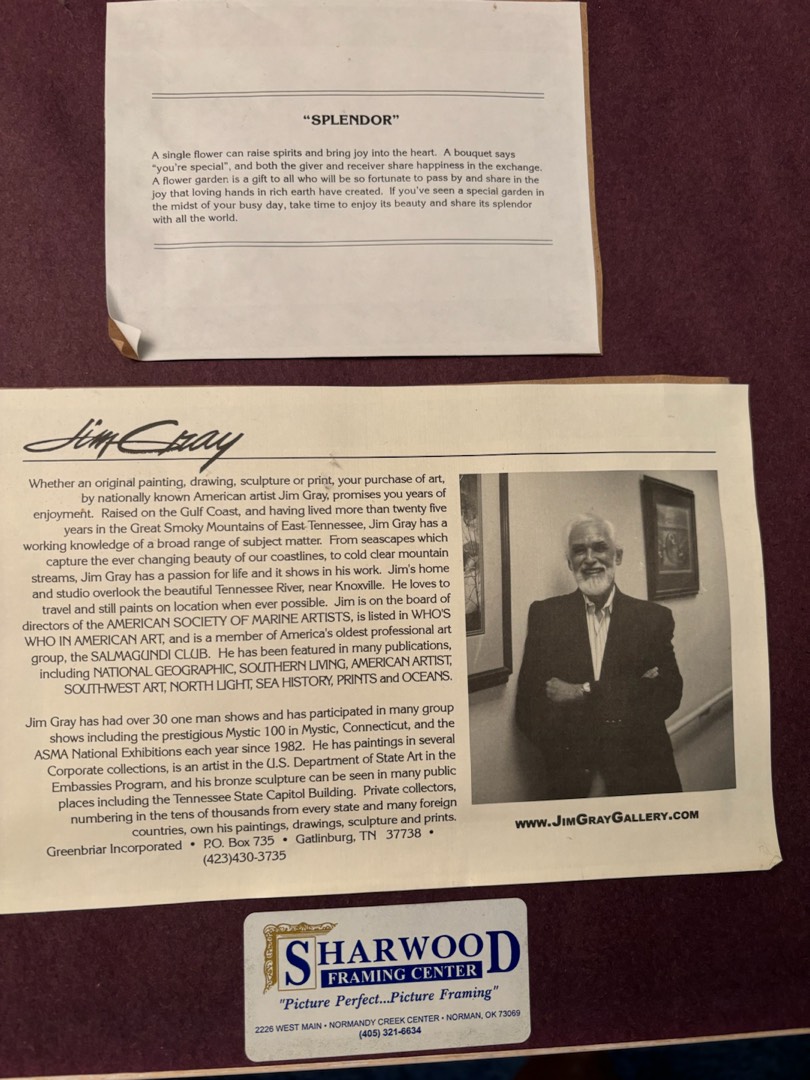 "SPLENDOR"
A single flower can raise spirits and bring joy into the heart. A bouquet says
"you're special", and both the giver and receiver share happiness in the exchange.
A flower garden is a gift to all who will be so fortunate to pass by and share in the
joy that loving hands in rich earth have created. If you've seen a special garden in
the midst of your busy day, take time to enjoy its beauty and share its splendor
with all the world.
Jim Gray
Whether an original painting, drawing, sculpture or print, your purchase of art,
by nationally known American artist Jim Gray, promises you years of
enjoyment. Raised on the Gulf Coast, and having lived more than twenty five
years in the Great Smoky Mountains of East Tennessee, Jim Gray has a
working knowledge of a broad range of subject matter. From seascapes which
capture the ever changing beauty of our coastlines, to cold clear mountain
streams, Jim Gray has a passion for life and it shows in his work. Jim's home
and studio overlook the beautiful Tennessee River, near Knoxville. He loves to
travel and still paints on location when ever possible. Jim is on the board of
directors of the AMERICAN SOCIETY OF MARINE ARTISTS, is listed in WHO'S
WHO IN AMERICAN ART, and is a member of America's oldest professional art
group, the SALMAGUNDI CLUB. He has been featured in many publications,
including NATIONAL GEOGRAPHIC, SOUTHERN LIVING, AMERICAN ARTIST,
SOUTHWEST ART, NORTH LIGHT, SEA HISTORY, PRINTS and OCEANS.
Jim Gray has had over 30 one man shows and has participated in many group
shows including the prestigious Mystic 100 in Mystic, Connecticut, and the
ASMA National Exhibitions each year since 1982. He has paintings in several
Corporate collections, is an artist in the U.S. Department of State Art in the
Embassies Program, and his bronze sculpture can be seen in many public
places including the Tennessee State Capitol Building. Private collectors,
numbering in the tens of thousands from every state and many foreign
countries, own his paintings, drawings, sculpture and prints.
Greenbriar Incorporated • P.O. Box 735 • Gatlinburg, TN 37738 •
(423)430-3735
WWW.JIMGRAYGALLERY.COM
SHARWOOD
FRAMING CENTER
"Picture Perfect...Picture Framing"
2226 WEST MAIN • NORMANDY CREEK CENTER • NORMAN, OK 73069
(405) 321-6634